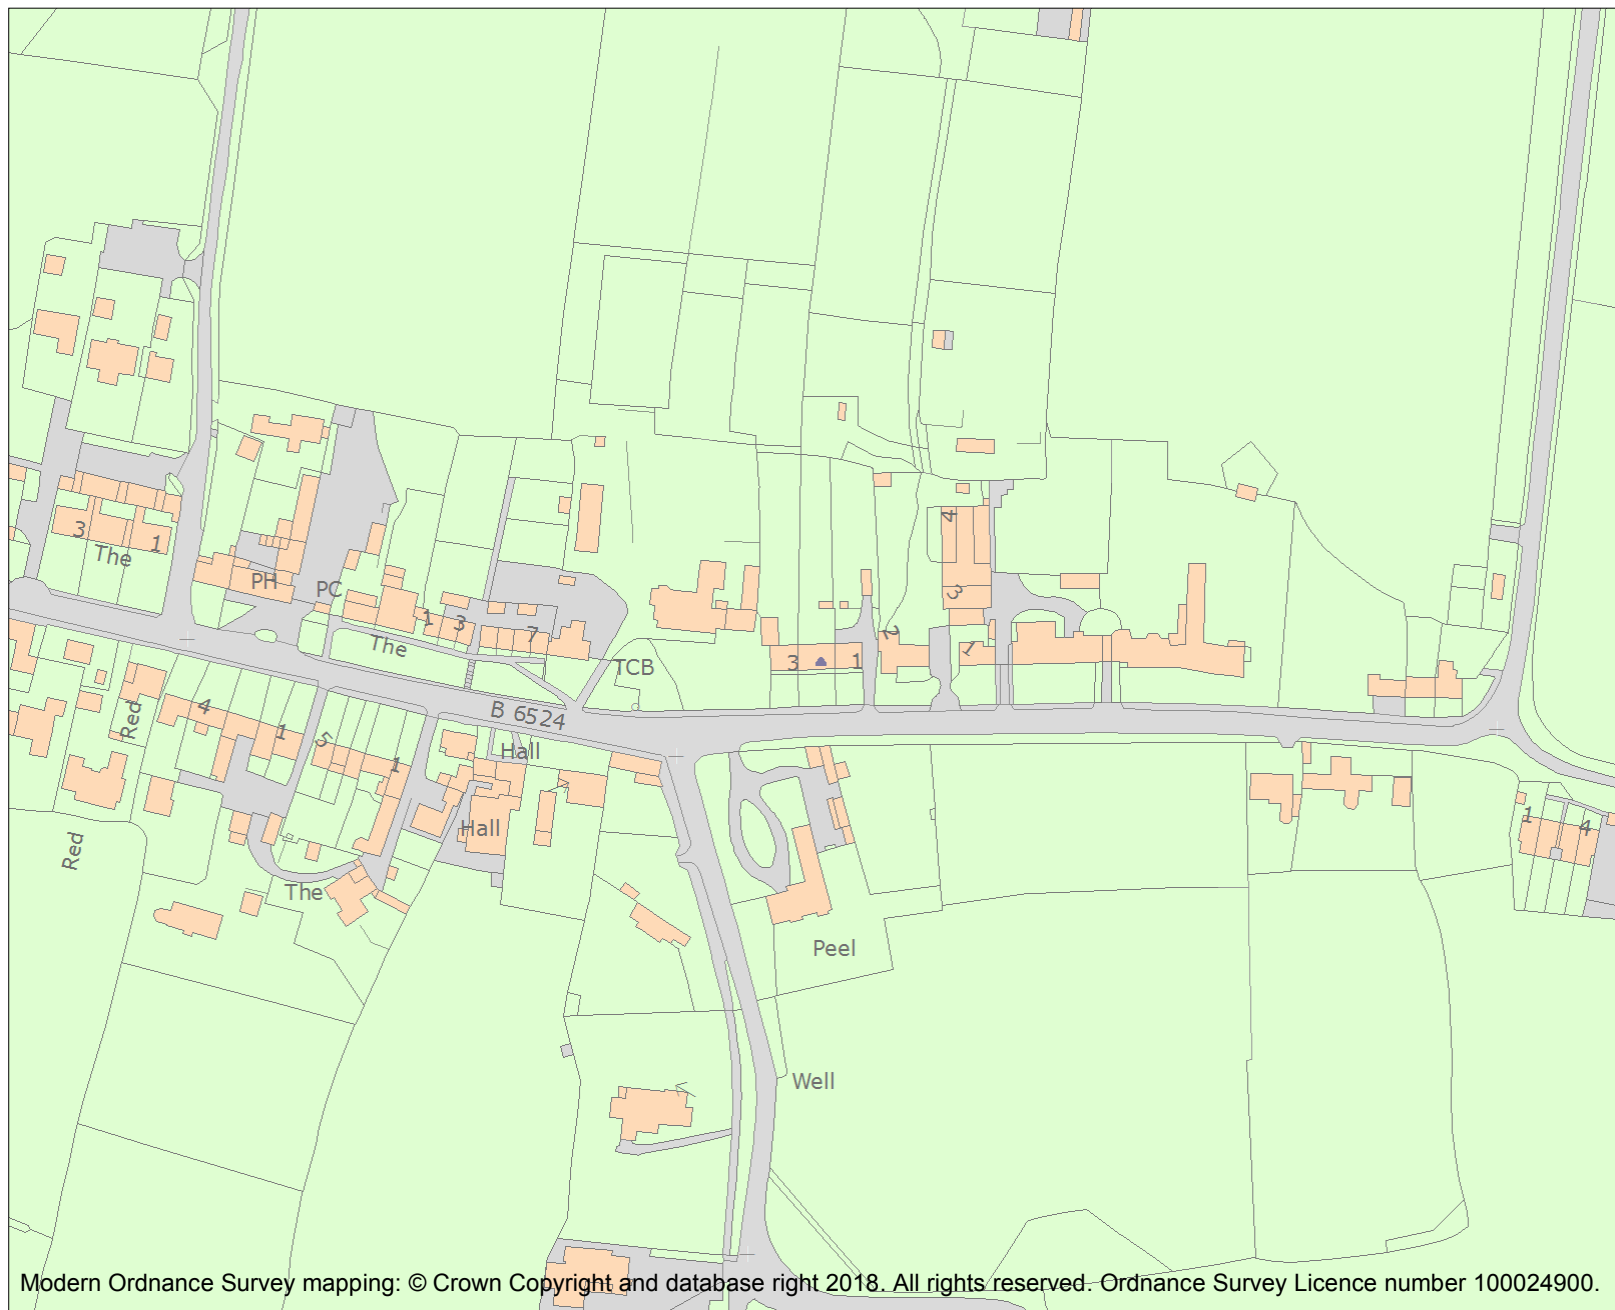 4
3
1
The
PH
PC
3
1
3
7
The
TCB
2
3
1
1
B 6524
Red
4
1
5
1
Hall
Hall
Red
The
1
4
Peel
Well
Modern Ordnance Survey mapping: © Crown Copyright and database right 2018. All rights reserved. Ordnance Survey Licence number 100024900.